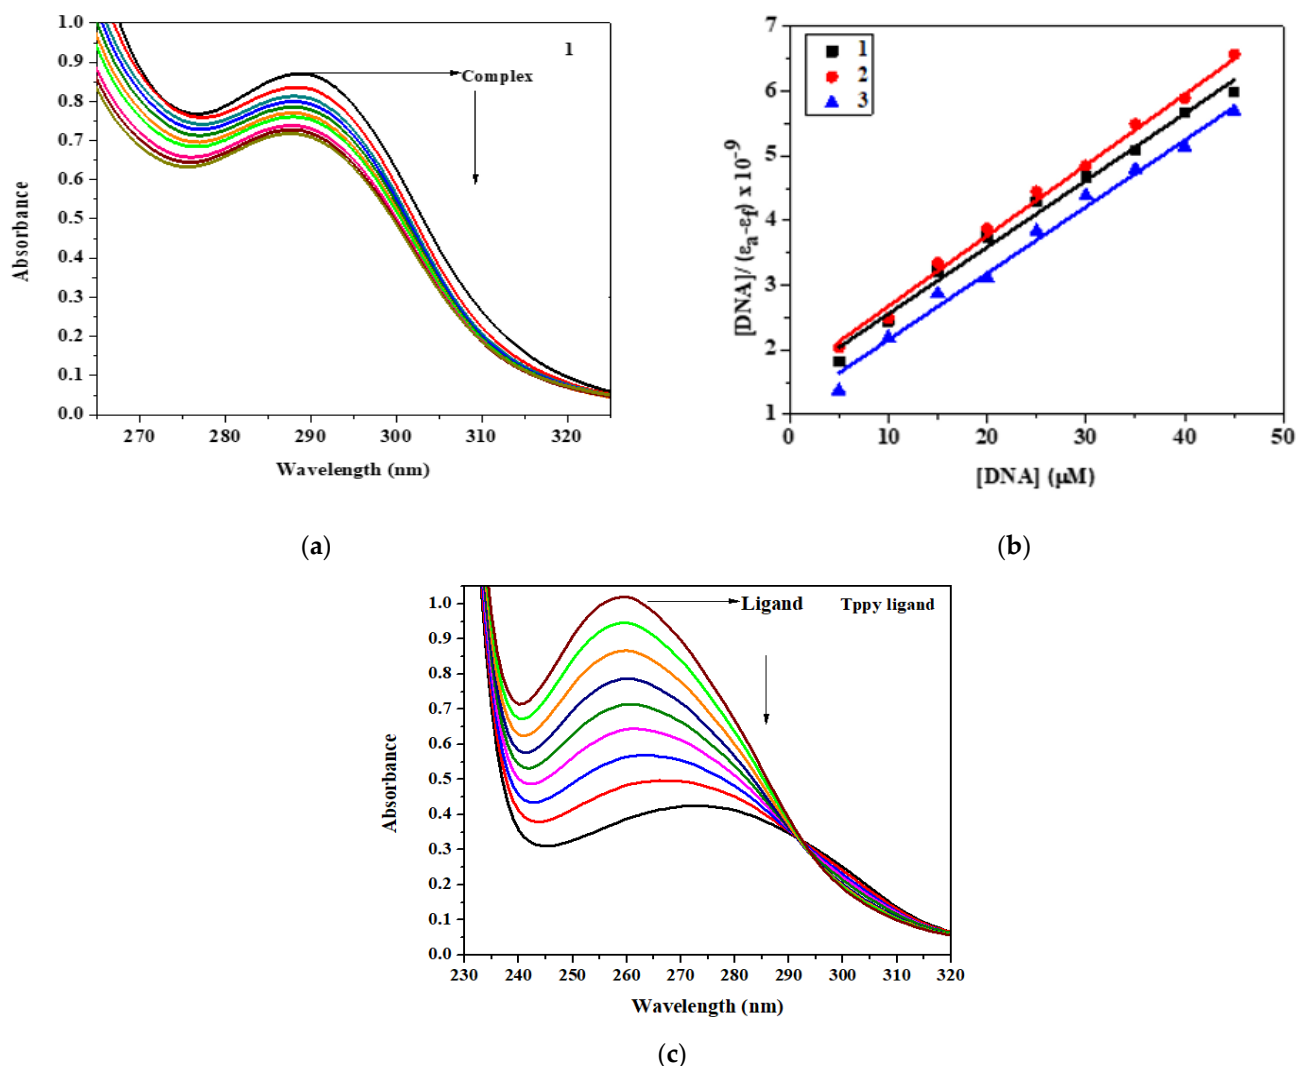 1.0
0.9
0.8
0.7
0.6
0.5
0.4
0.3
0.2
0.1
0.0
Absorbance
1
Complex
270 280 290 300 310 320
Wavelength (nm)
(a)
7
6
5
4
3
2
1
[DNA]/ (εa-εf) x 10-9
1
2
3
0 10 20 30 40 50
[DNA] (μM)
(b)
1.0
0.9
0.8
0.7
0.6
0.5
0.4
0.3
0.2
0.1
0.0
Absorbance
Ligand
Tppy ligand
230 240 250 260 270 280 290 300 310 320
Wavelength (nm)
(c)